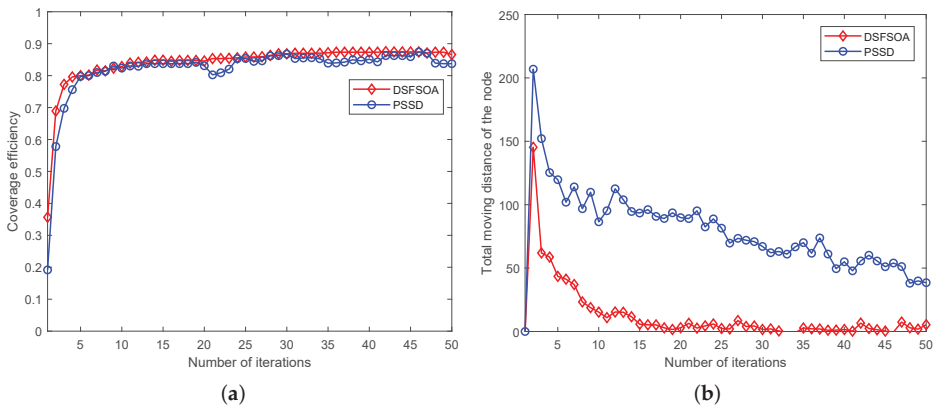 1
0.9
0.8
0.7
0.6
0.5
0.4
0.3
0.2
0.1
0
Coverage efficiency
DSFSOA
PSSD
5 10 15 20 25 30 35 40 45 50
Number of iterations
(a)
250
200
150
100
50
0
Total moving distance of the node
DSFSOA
PSSD
5 10 15 20 25 30 35 40 45 50
Number of iterations
(b)